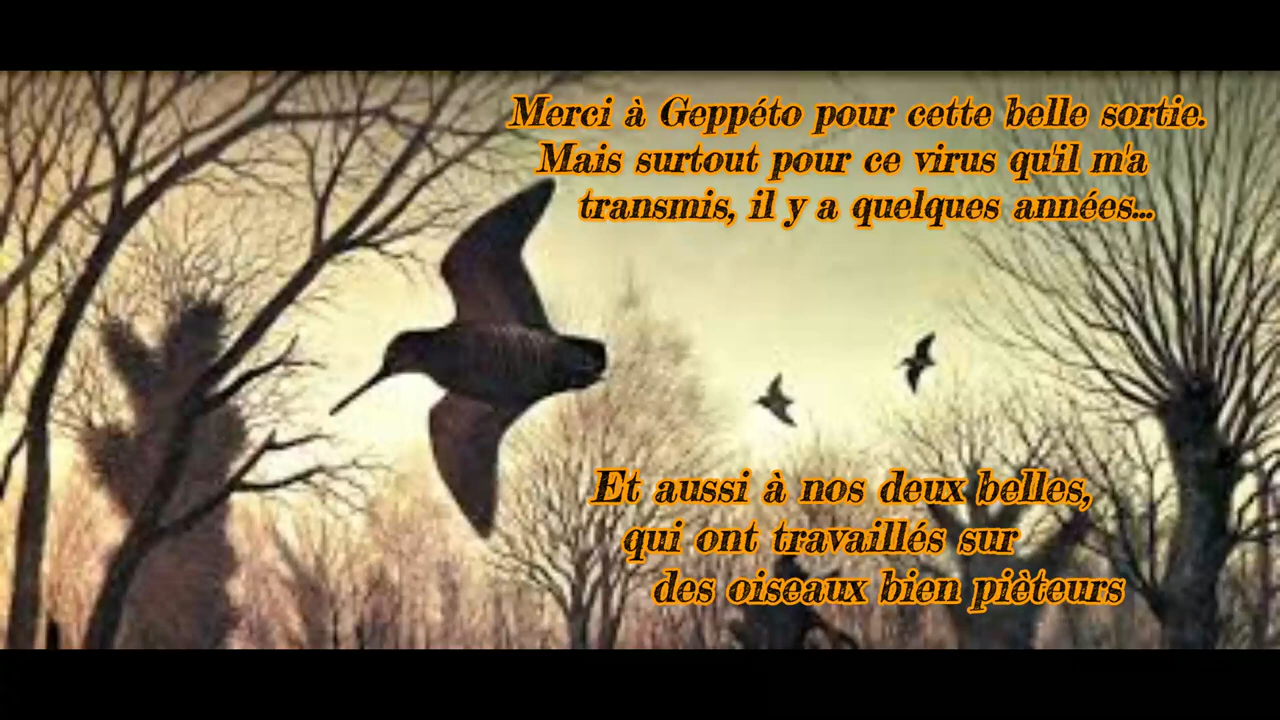 Merci à Geppéto pour cette belle sortie.
Mais surtout pour ce virus qu'il m'a
transmis, il y a quelques années...
Et aussi à nos deux belles,
qui ont travaillés sur
des oiseaux bien pièteurs